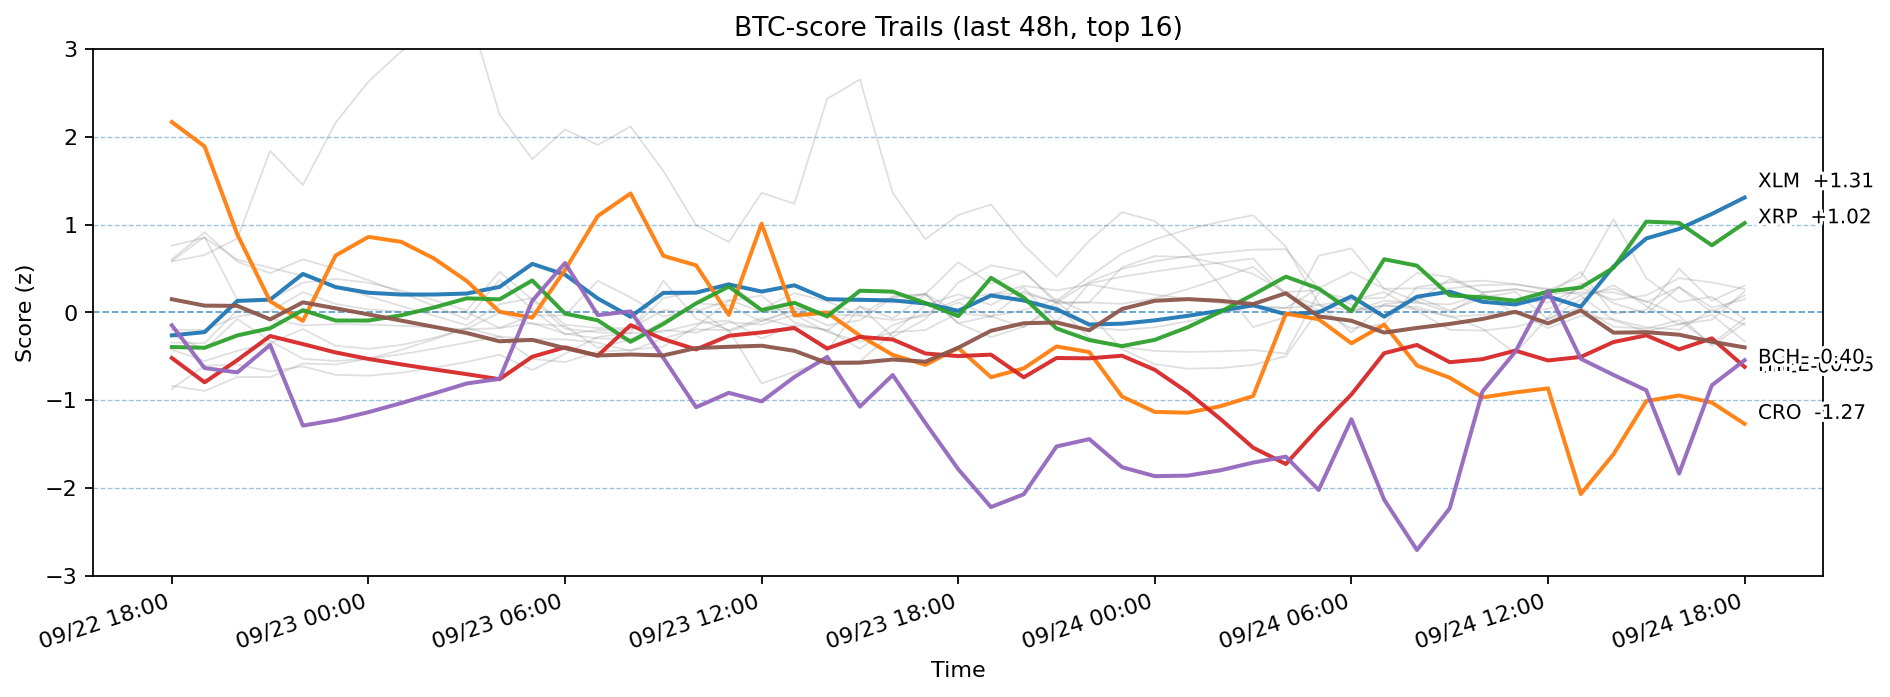 BTC-score Trails (last 48h, top 16)
Score (z)
3
2
1
0
−1
−2
−3
XLM +1.31
XRP +1.02
BCH -0.40
CRO -1.27
09/22 18:00
09/23 00:00
09/23 06:00
09/23 12:00
09/23 18:00
09/24 00:00
09/24 06:00
09/24 12:00
09/24 18:00
Time